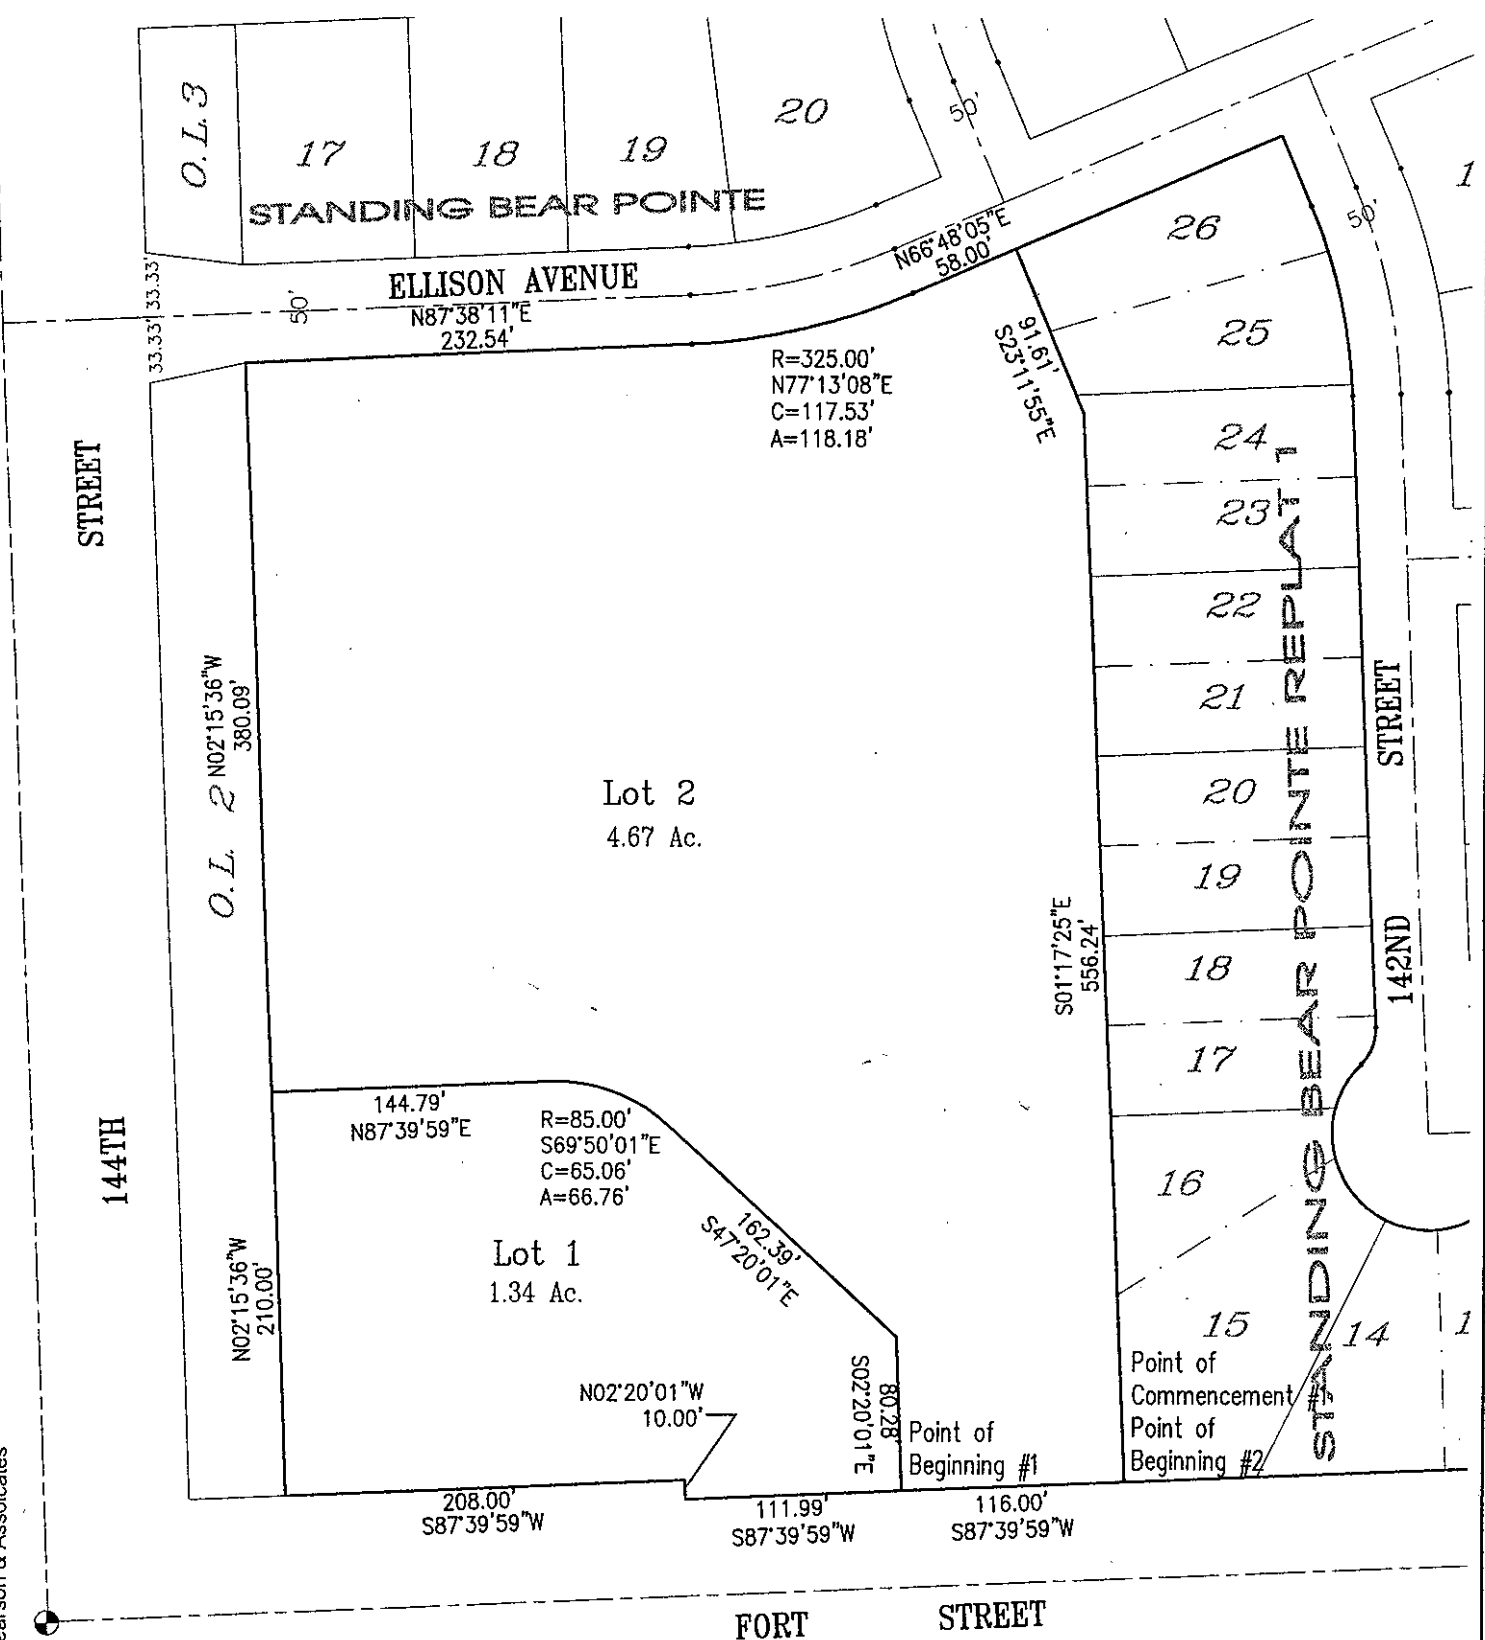 O.L. 3
17
18
19
20
STANDING BEAR POINTE
50'
50'
1
33.33' 33.33'
50'
ELLISON AVENUE
N87°38'11"E
232.54'
N66°48'05"E
58.00'
R=325.00'
N77°13'08"E
C=117.53'
A=118.18'
91.61'
S23°11'55"E
26
25
24
23
22
21
20
19
18
17
16
15
14
1
STANDING BEAR POINTE REPLAT 1
142ND STREET
144TH STREET
O.L. 2
N02°15'36"W
380.09'
Lot 2
4.67 Ac.
S01°17'25"E
556.24'
144.79'
N87°39'59"E
R=85.00'
S69°50'01"E
C=65.06'
A=66.76'
162.39'
S47°20'01"E
N02°15'36"W
210.00'
Lot 1
1.34 Ac.
N02°20'01"W
10.00'
80.28'
S02°20'01"E
Point of
Beginning #1
Point of
Commencement #1
Point of
Beginning #2
208.00'
S87°39'59"W
111.99'
S87°39'59"W
116.00'
S87°39'59"W
FORT STREET
& Assoicates